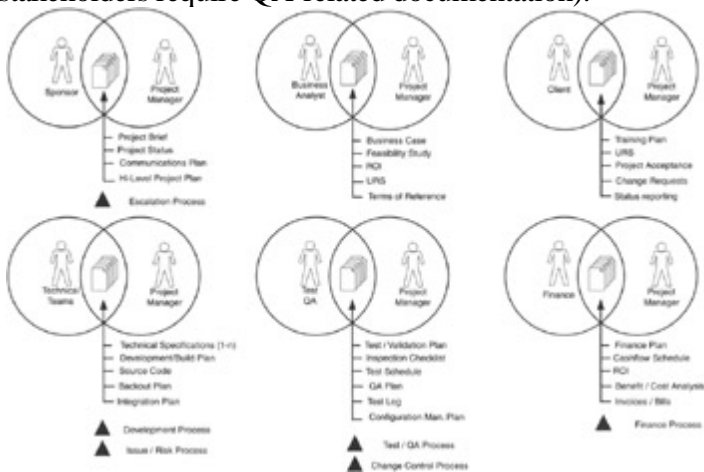 stakeholders require QA related documentation).
Sponsor
Project
Manager
Project Brief
Project Status
Communications Plan
Hi-Level Project Plan
Escalation Process
Business
Analyst
Project
Manager
Business Case
Feasibility Study
ROI
URS
Terms of Reference
Client
Project
Manager
Training Plan
URS
Project Acceptance
Change Requests
Status reporting
Technical
Teams
Project
Manager
Technical Specifications (1-n)
Development/Build Plan
Source Code
Backout Plan
Integration Plan
Development Process
Issue / Risk Process
Test
QA
Project
Manager
Test / Validation Plan
Inspection Checklist
Test Schedule
QA Plan
Test Log
Configuration Man. Plan
Test / QA Process
Change Control Process
Finance
Project
Manager
Finance Plan
Cashflow Schedule
ROI
Benefit / Cost Analysis
Invoices / Bills
Finance Process